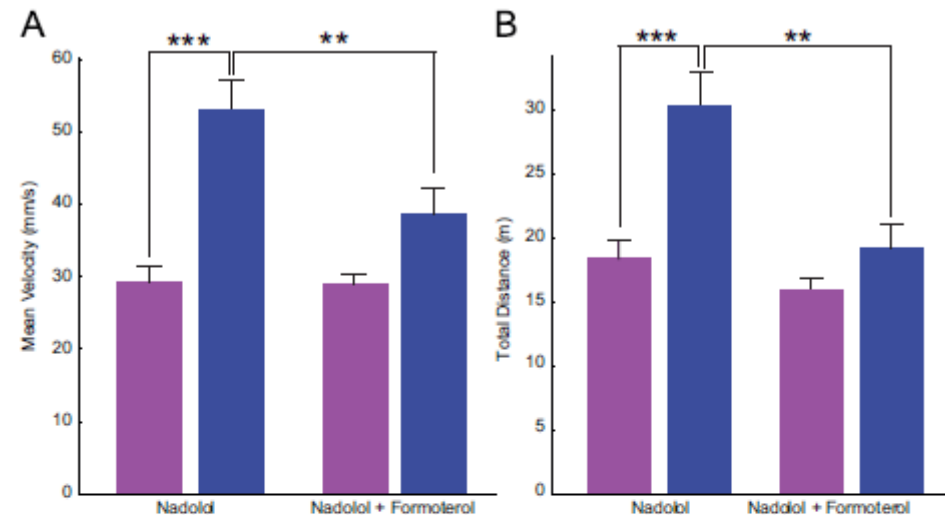 A
*** **
60
50
40
30
20
10
0
Mean Velocity (mm/s)
Nadolol Nadolol + Formoterol
B
*** **
30
25
20
15
10
5
0
Total Distance (m)
Nadolol Nadolol + Formoterol